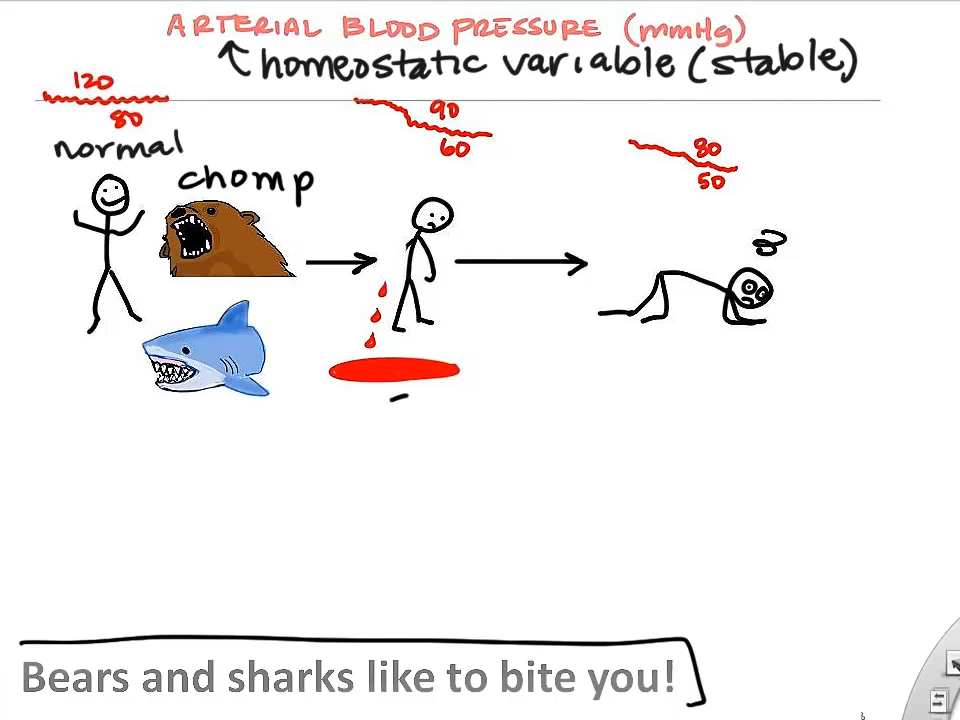 ARTERIAL BLOOD PRESSURE (mmHg)
homeostatic variable (stable)
120
80
90
60
80
50
normal
chomp
Bears and sharks like to bite you!